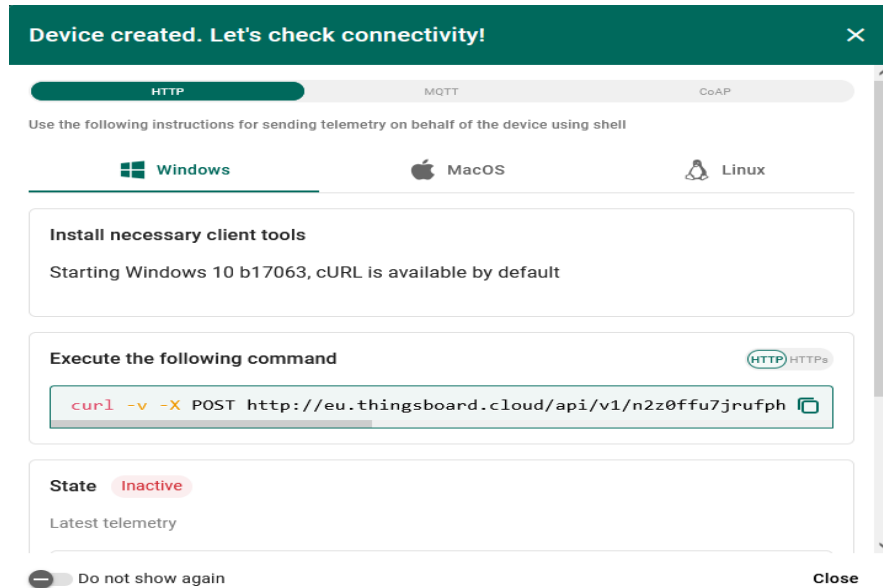 Device created. Let's check connectivity!
HTTP MQTT CoAP
Use the following instructions for sending telemetry on behalf of the device using shell
Windows MacOS Linux
Install necessary client tools
Starting Windows 10 b17063, cURL is available by default
Execute the following command HTTP HTTPs
curl -v -X POST http://eu.thingsboard.cloud/api/v1/n2z0ffu7jrufph
State Inactive
Latest telemetry
Do not show again Close